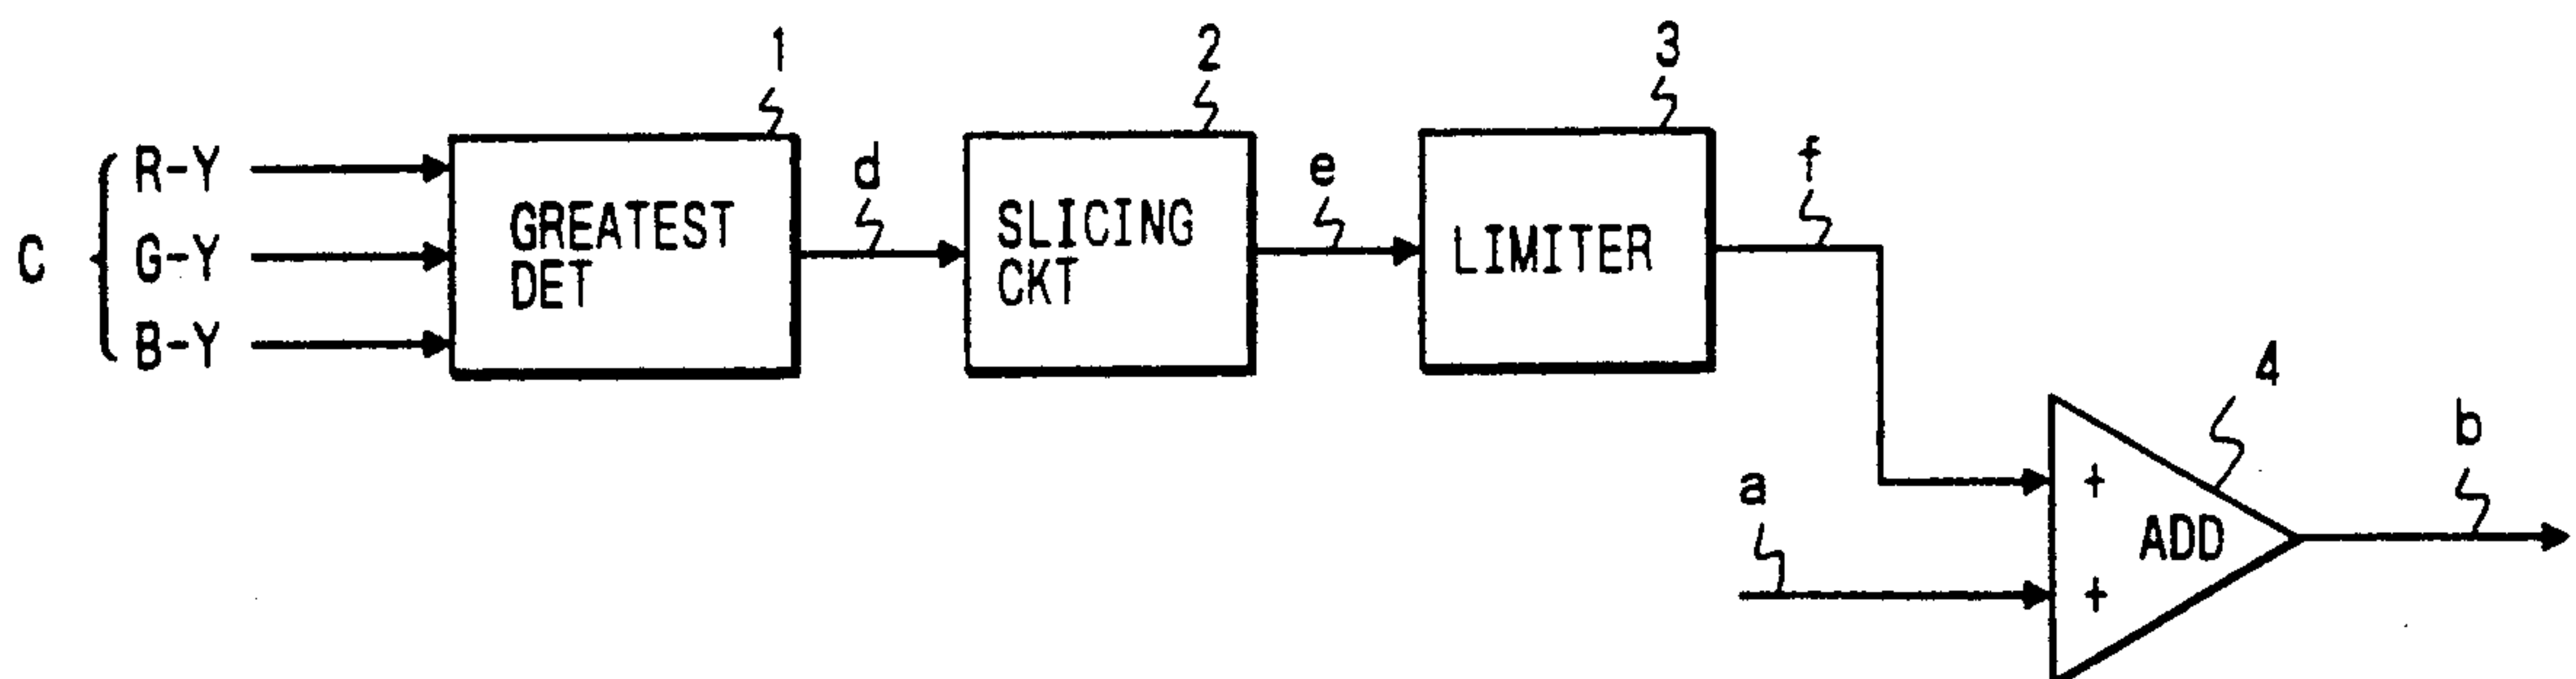 1
2
3
C
R-Y
G-Y
B-Y
GREATEST
DET
d
SLICING
CKT
e
LIMITER
f
4
a
+
+
ADD
b